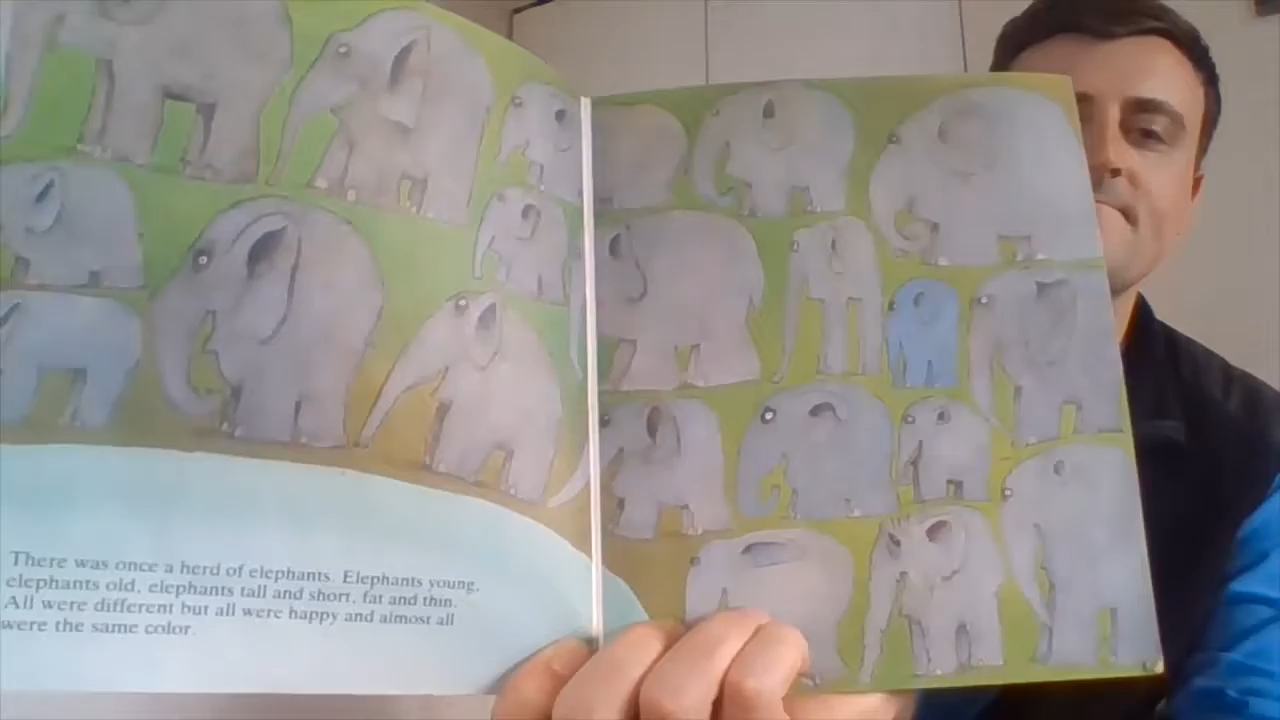 There was once a herd of elephants. Elephants young,
elephants old, elephants tall and short, fat and thin.
All were different but all were happy and almost all
were the same color.